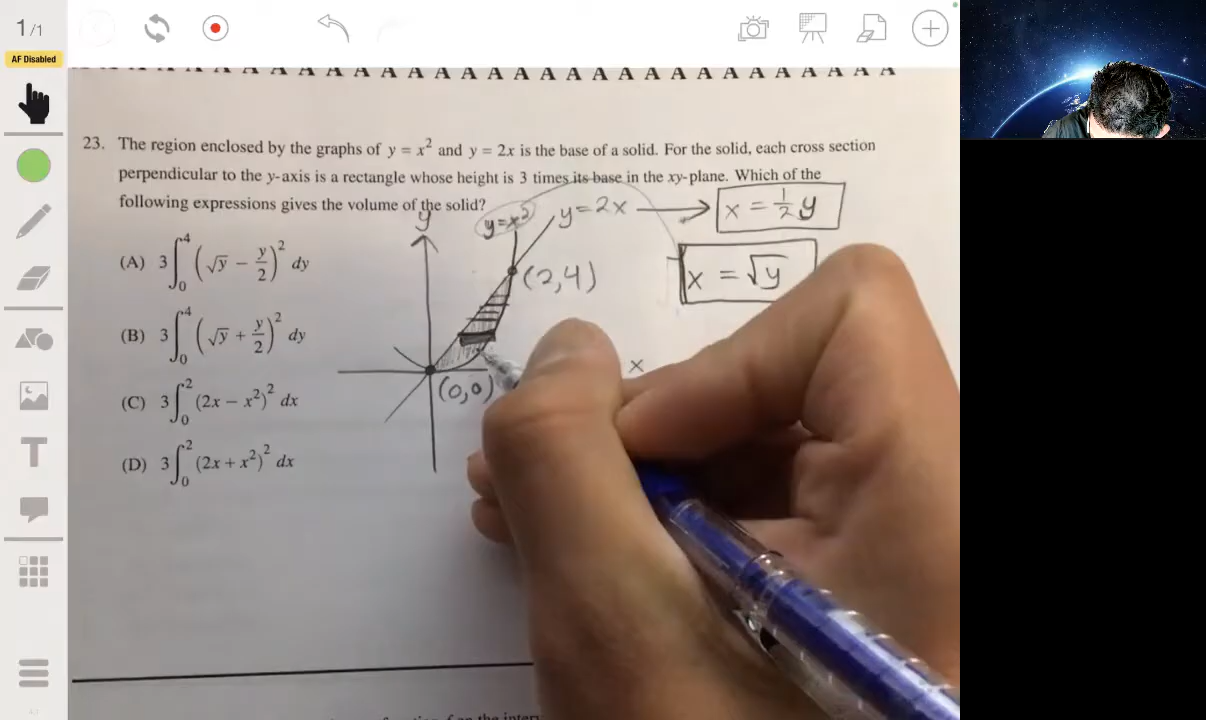 1/1
AF Disabled
A A A A A A A A A A A A A A A A A A A A A A A A A A A
23. The region enclosed by the graphs of y = x² and y = 2x is the base of a solid. For the solid, each cross section
perpendicular to the y-axis is a rectangle whose height is 3 times its base in the xy-plane. Which of the
following expressions gives the volume of the solid?
y
y=x²
y=2x
x = 1/2 y
(A) 3∫₀⁴ (√y − y/2)² dy
(2,4)
x = √y
(B) 3∫₀⁴ (√y + y/2)² dy
x
(0,0)
(C) 3∫₀² (2x − x²)² dx
(D) 3∫₀² (2x + x²)² dx
T